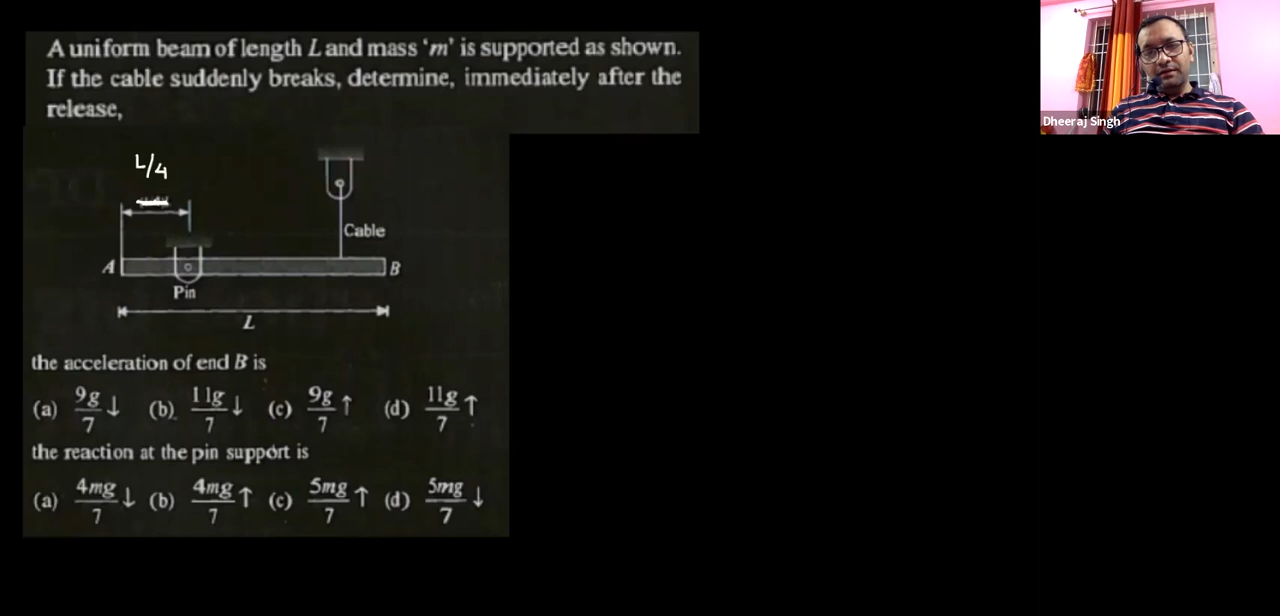 A uniform beam of length L and mass ‘m’ is supported as shown.
If the cable suddenly breaks, determine, immediately after the
release,
Dheeraj Singh
L/4
Cable
A
B
Pin
L
the acceleration of end B is
(a) 9g/7 ↓ (b) 11g/7 ↓ (c) 9g/7 ↑ (d) 11g/7 ↑
the reaction at the pin support is
(a) 4mg/7 ↓ (b) 4mg/7 ↑ (c) 5mg/7 ↑ (d) 5mg/7 ↓